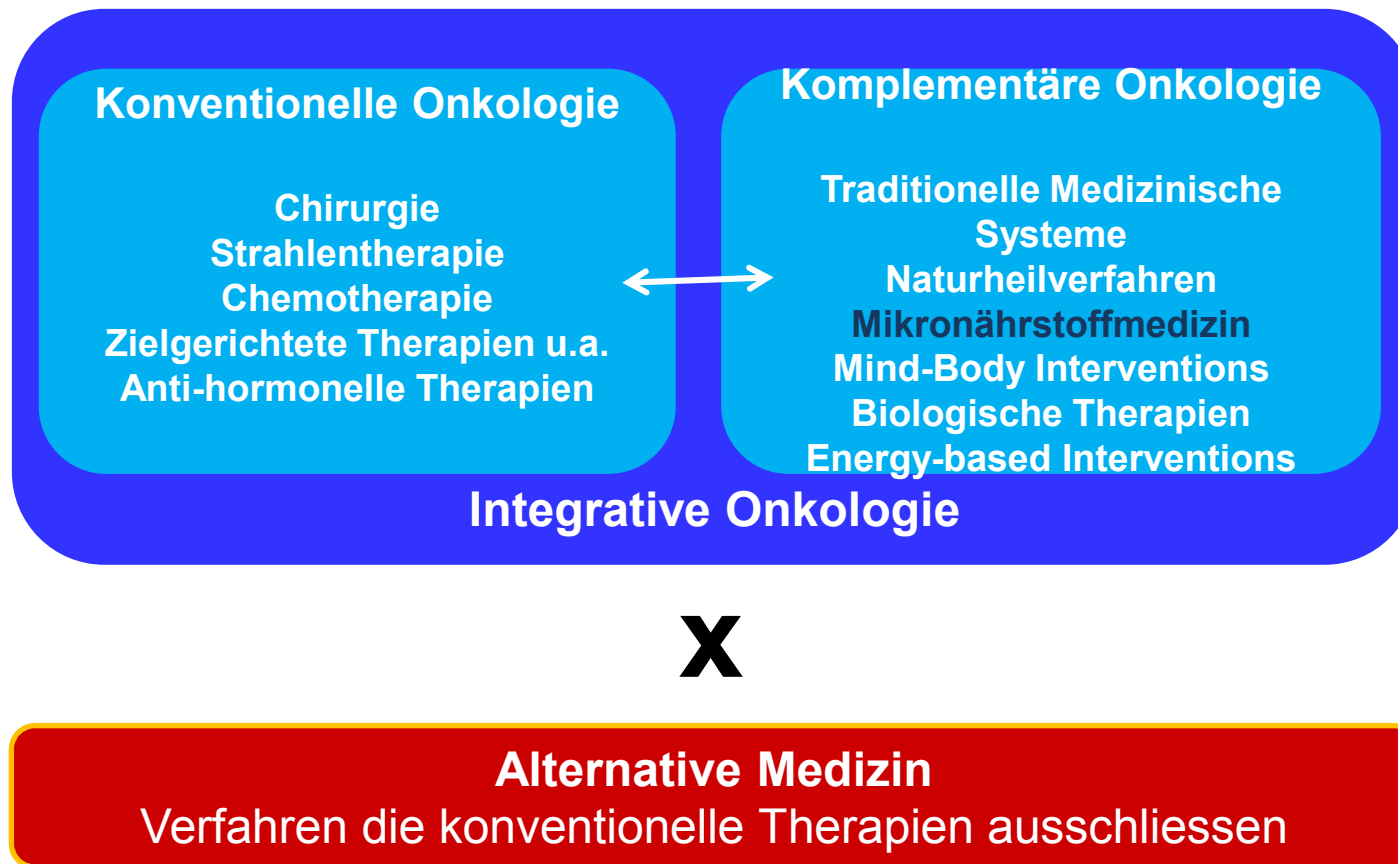 Konventionelle Onkologie
Chirurgie
Strahlentherapie
Chemotherapie
Zielgerichtete Therapien u.a.
Anti-hormonelle Therapien
Komplementäre Onkologie
Traditionelle Medizinische
Systeme
Naturheilverfahren
Mikronährstoffmedizin
Mind-Body Interventions
Biologische Therapien
Energy-based Interventions
Integrative Onkologie
x
Alternative Medizin
Verfahren die konventionelle Therapien ausschliessen